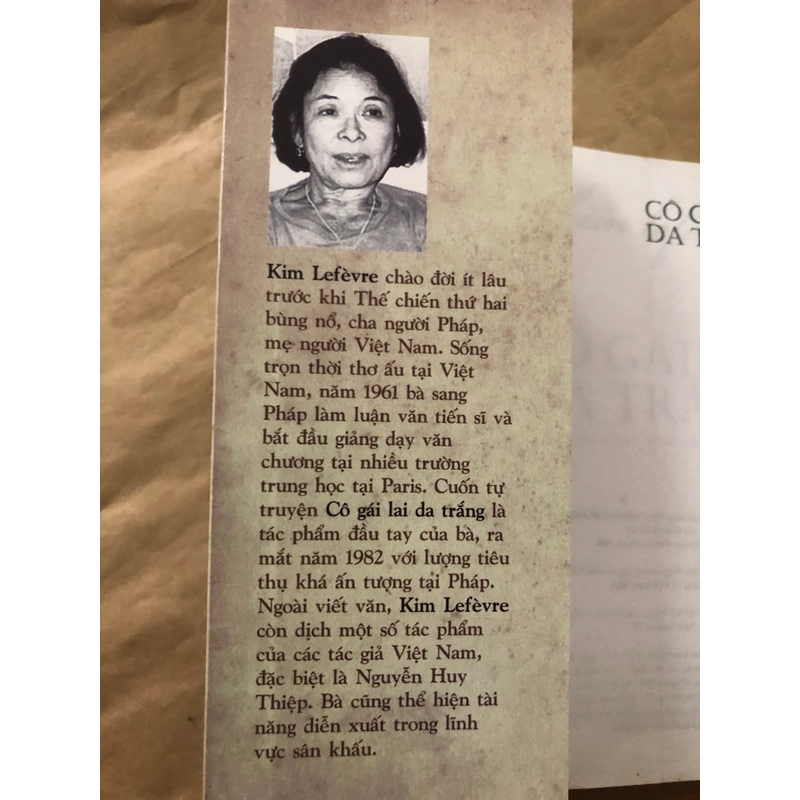 Kim Lefèvre chào đời ít lâu
trước khi Thế chiến thứ hai
bùng nổ, cha người Pháp,
mẹ người Việt Nam. Sống
trọn thời thơ ấu tại Việt
Nam, năm 1961 bà sang
Pháp làm luận văn tiến sĩ và
bắt đầu giảng dạy văn
chương tại nhiều trường
trung học tại Paris. Cuốn tự
truyện Cô gái lai da trắng là
tác phẩm đầu tay của bà, ra
mắt năm 1982 với lượng tiêu
thụ khá ấn tượng tại Pháp.
Ngoài viết văn, Kim Lefèvre
còn dịch một số tác phẩm
của các tác giả Việt Nam,
đặc biệt là Nguyễn Huy
Thiệp. Bà cũng thể hiện tài
năng diễn xuất trong lĩnh
vực sân khấu.
CÔ
DA